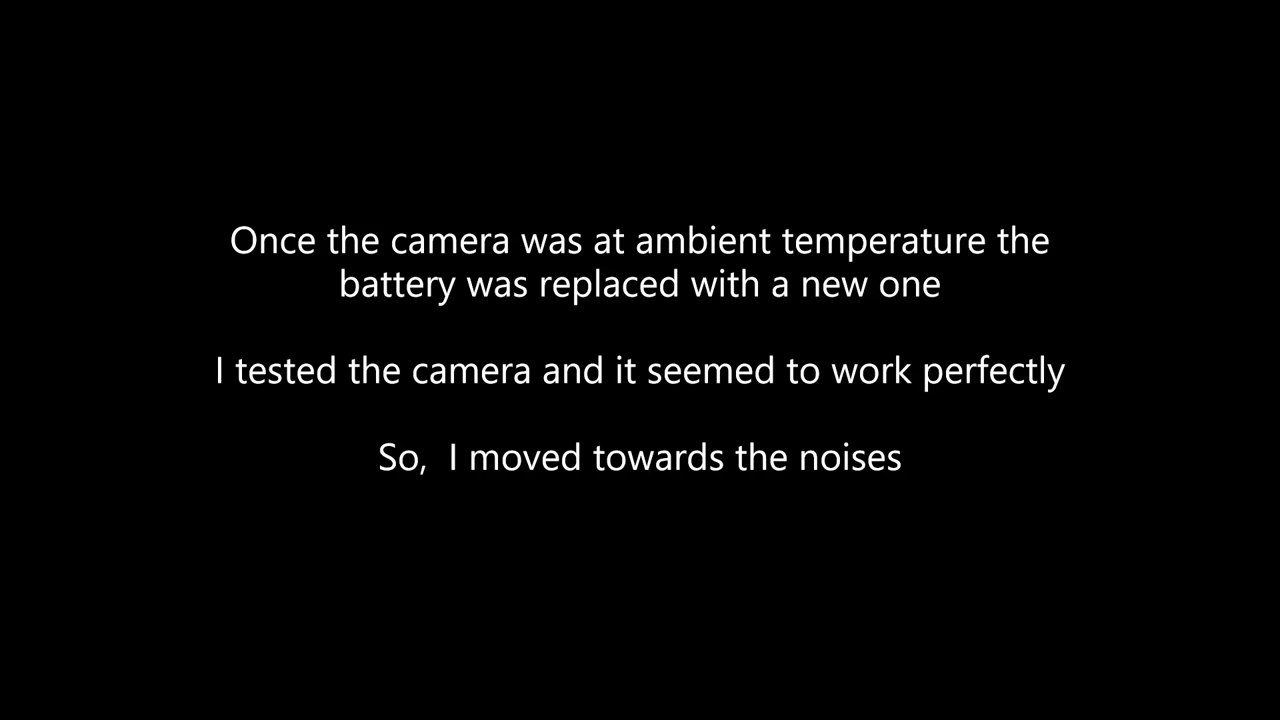 Once the camera was at ambient temperature the
battery was replaced with a new one
I tested the camera and it seemed to work perfectly
So,  I moved towards the noises